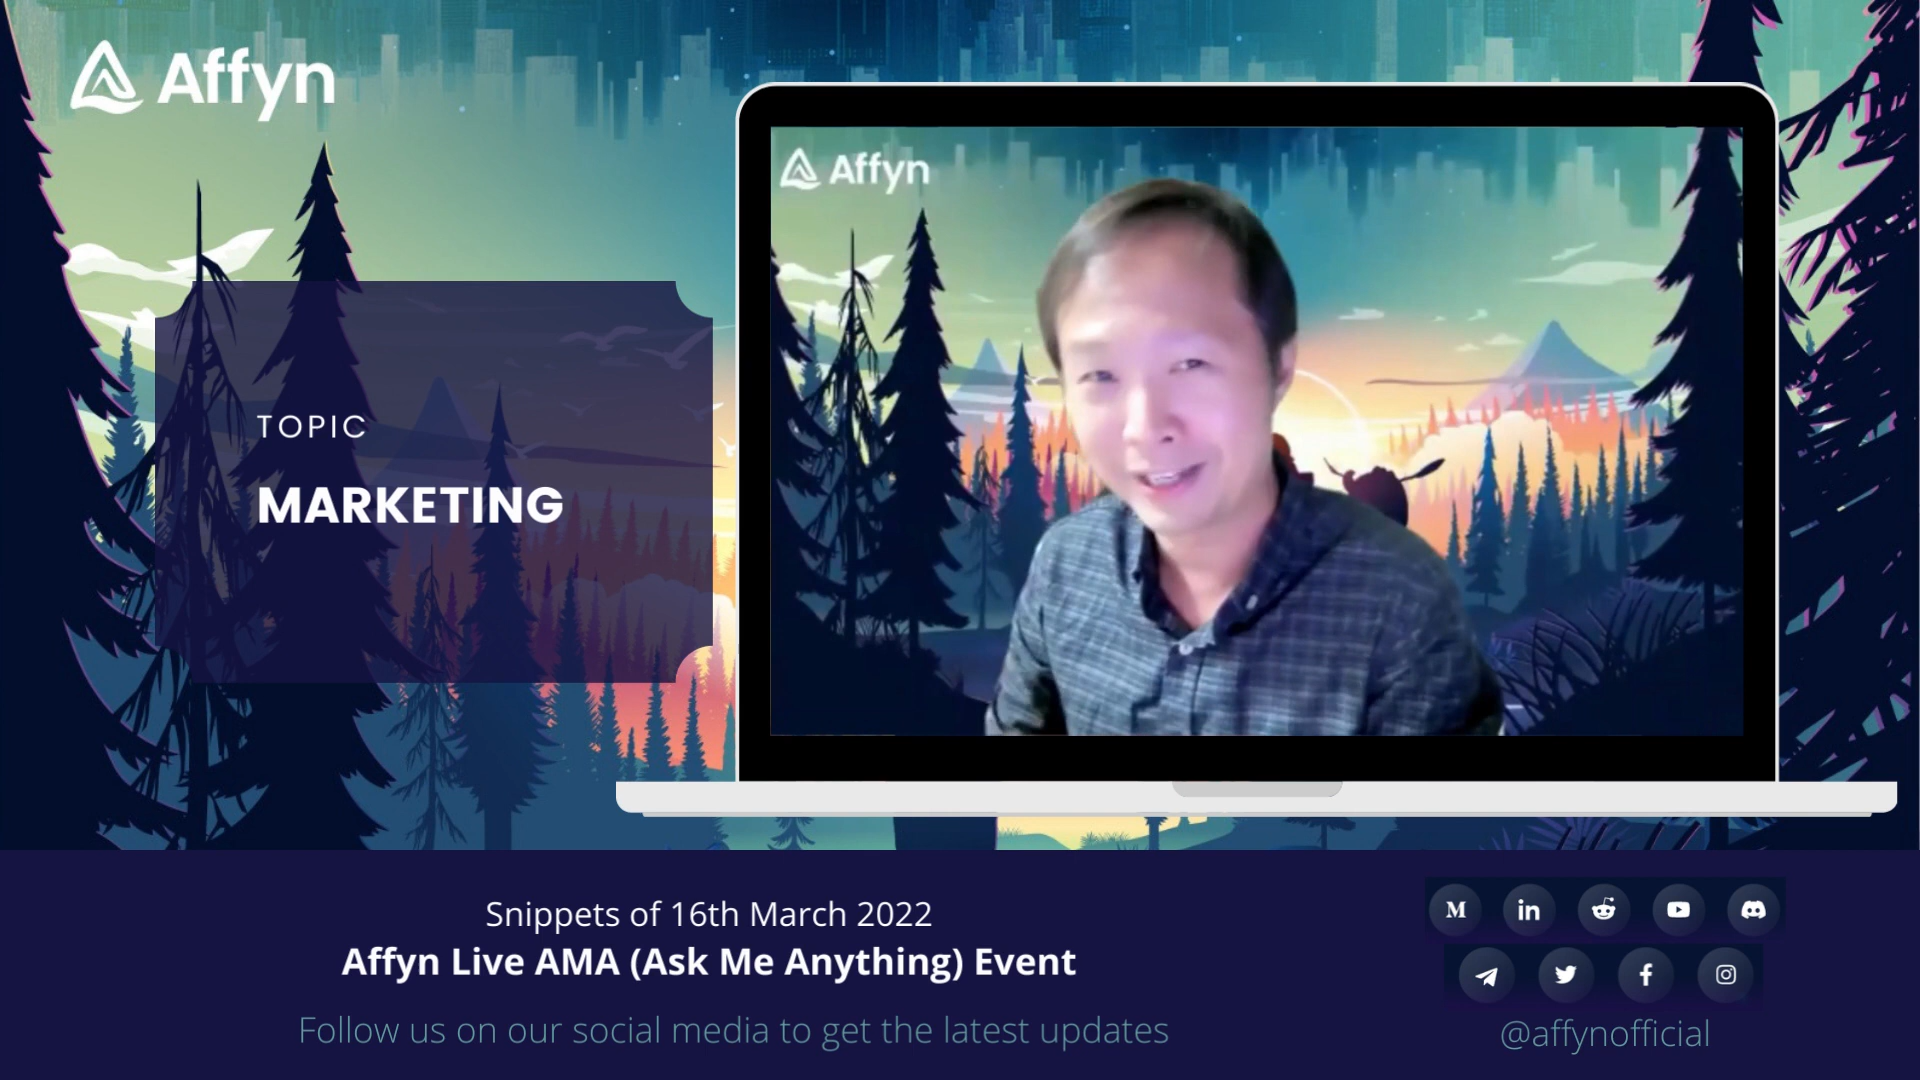 Affyn
Affyn
TOPIC
MARKETING
Snippets of 16th March 2022
Affyn Live AMA (Ask Me Anything) Event
Follow us on our social media to get the latest updates
@affynofficial